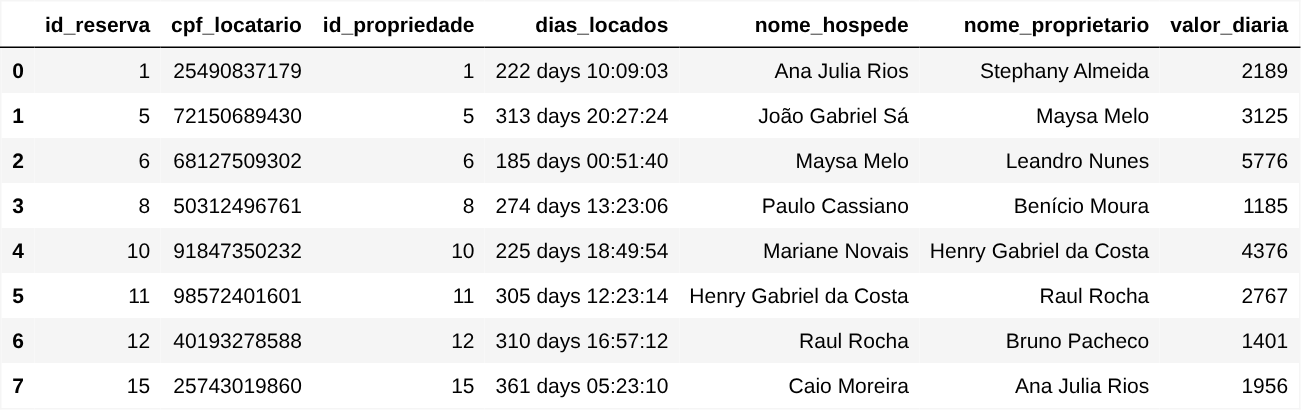 id_reserva cpf_locatario id_propriedade dias_locados nome_hospede nome_proprietario valor_diaria
0 1 25490837179 1 222 days 10:09:03 Ana Julia Rios Stephany Almeida 2189
1 5 72150689430 5 313 days 20:27:24 João Gabriel Sá Maysa Melo 3125
2 6 68127509302 6 185 days 00:51:40 Maysa Melo Leandro Nunes 5776
3 8 50312496761 8 274 days 13:23:06 Paulo Cassiano Benício Moura 1185
4 10 91847350232 10 225 days 18:49:54 Mariane Novais Henry Gabriel da Costa 4376
5 11 98572401601 11 305 days 12:23:14 Henry Gabriel da Costa Raul Rocha 2767
6 12 40193278588 12 310 days 16:57:12 Raul Rocha Bruno Pacheco 1401
7 15 25743019860 15 361 days 05:23:10 Caio Moreira Ana Julia Rios 1956